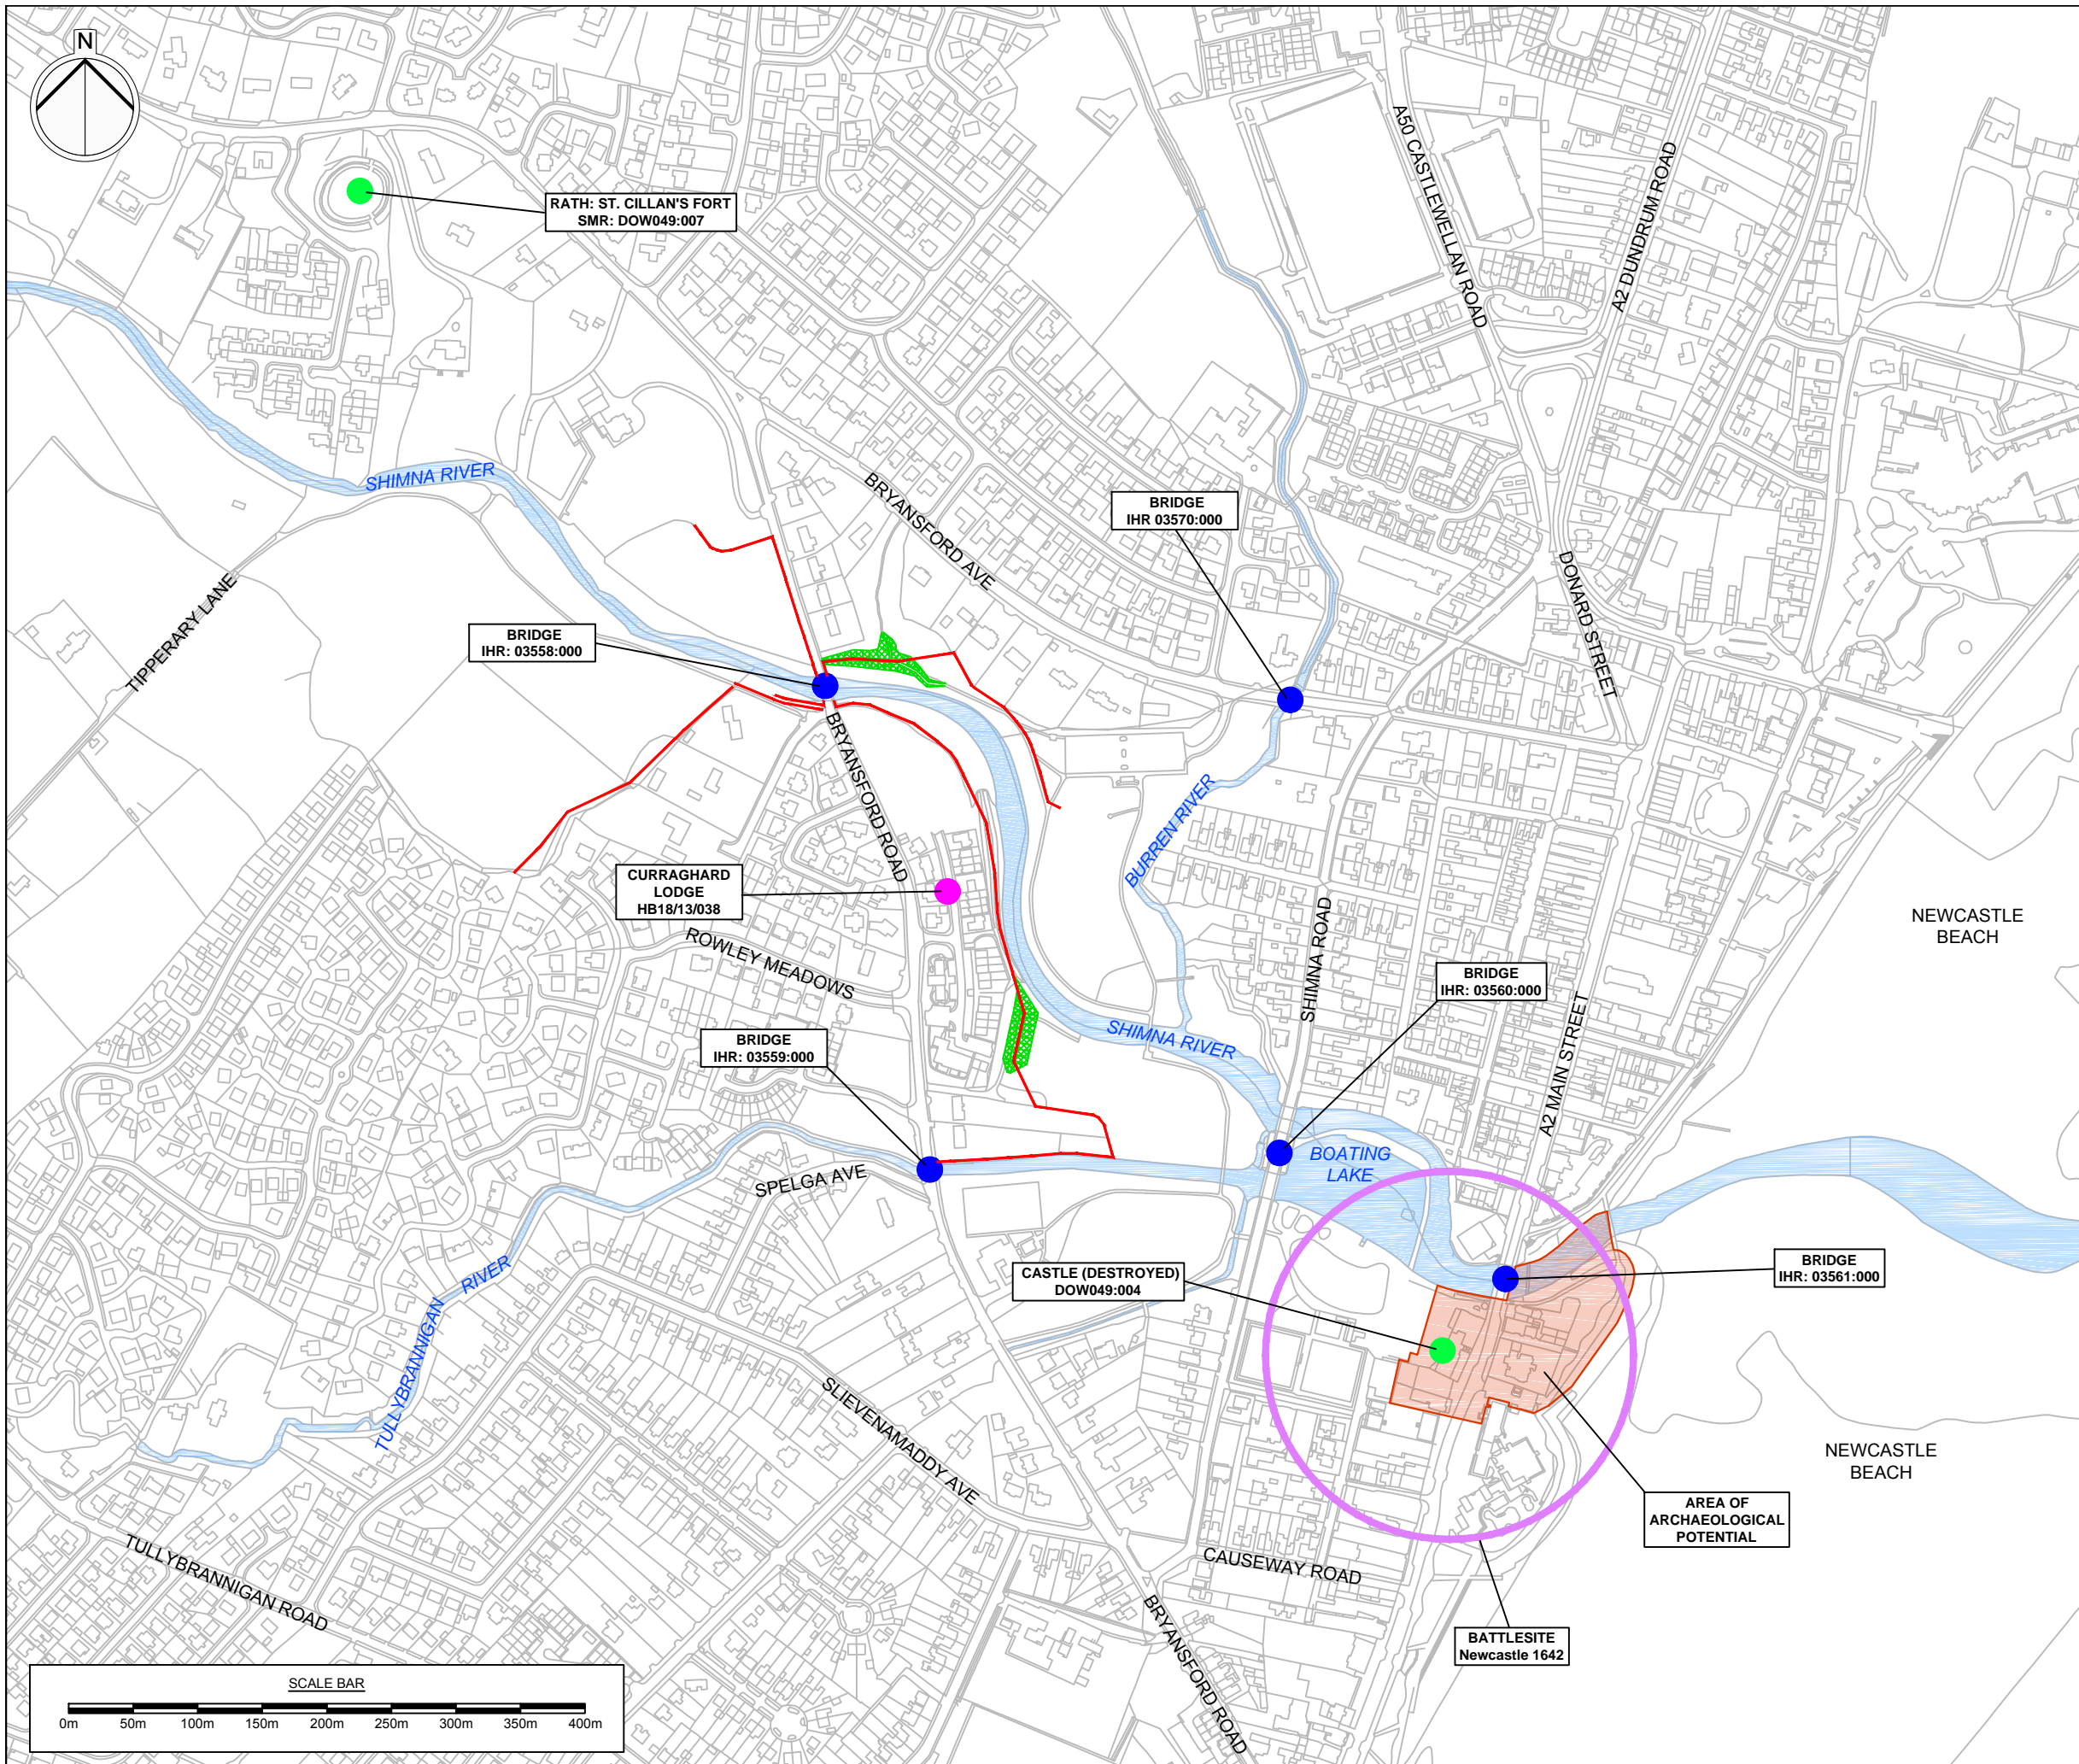 N
RATH: ST. CILLAN'S FORT
SMR: DOW049:007
A50 CASTLEWELLAN ROAD
A2 DUNDRUM ROAD
SHIMNA RIVER
BRYANSFORD AVE
BRIDGE
IHR 03570:000
TIPPERARY LANE
DONARD STREET
BRIDGE
IHR: 03558:000
BRYANSFORD ROAD
BURREN RIVER
CURRAGHARD
LODGE
HB18/13/038
ROWLEY MEADOWS
SHIMNA ROAD
NEWCASTLE
BEACH
BRIDGE
IHR: 03560:000
BRIDGE
IHR: 03559:000
SHIMNA RIVER
A2 MAIN STREET
BOATING
LAKE
SPELGA AVE
TULLYBRANNIGAN RIVER
CASTLE (DESTROYED)
DOW049:004
BRIDGE
IHR: 03561:000
SLIEVENAMADDY AVE
NEWCASTLE
BEACH
AREA OF
ARCHAEOLOGICAL
POTENTIAL
TULLYBRANNIGAN ROAD
CAUSEWAY ROAD
BRYANSFORD ROAD
BATTLESITE
Newcastle 1642
SCALE BAR
0m 50m 100m 150m 200m 250m 300m 350m 400m